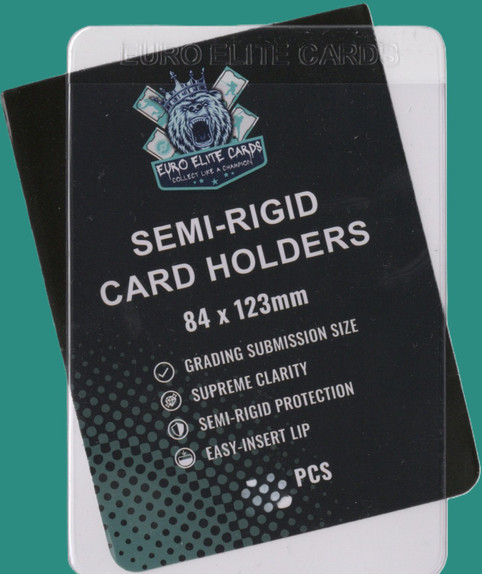 EURO ELITE CARDS
EURO ELITE CARDS
COLLECT LIKE A CHAMPION
SEMI-RIGID
CARD HOLDERS
84 x 123mm
GRADING SUBMISSION SIZE
SUPREME CLARITY
SEMI-RIGID PROTECTION
EASY-INSERT LIP
PCS